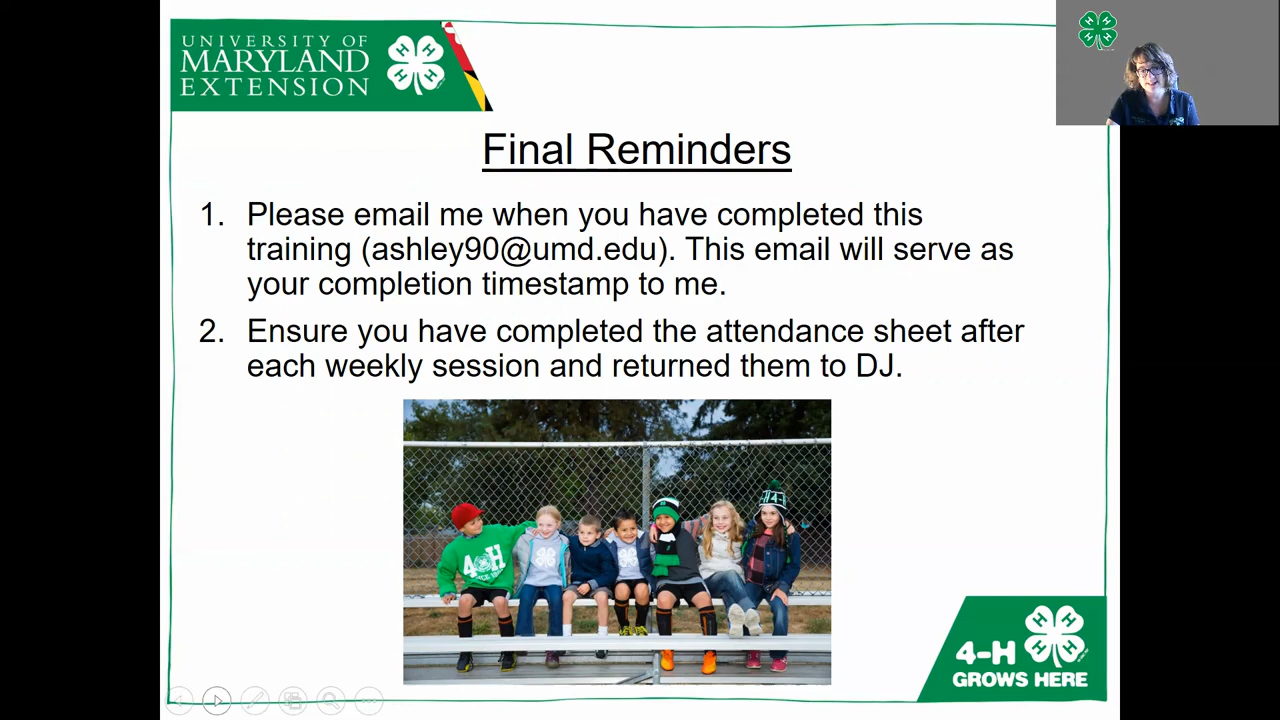 UNIVERSITY OF
MARYLAND
EXTENSION
H H
H H
Final Reminders
1. Please email me when you have completed this
training (ashley90@umd.edu). This email will serve as
your completion timestamp to me.
2. Ensure you have completed the attendance sheet after
each weekly session and returned them to DJ.
4 H
4-H
H H
H H
4-H
GROWS HERE